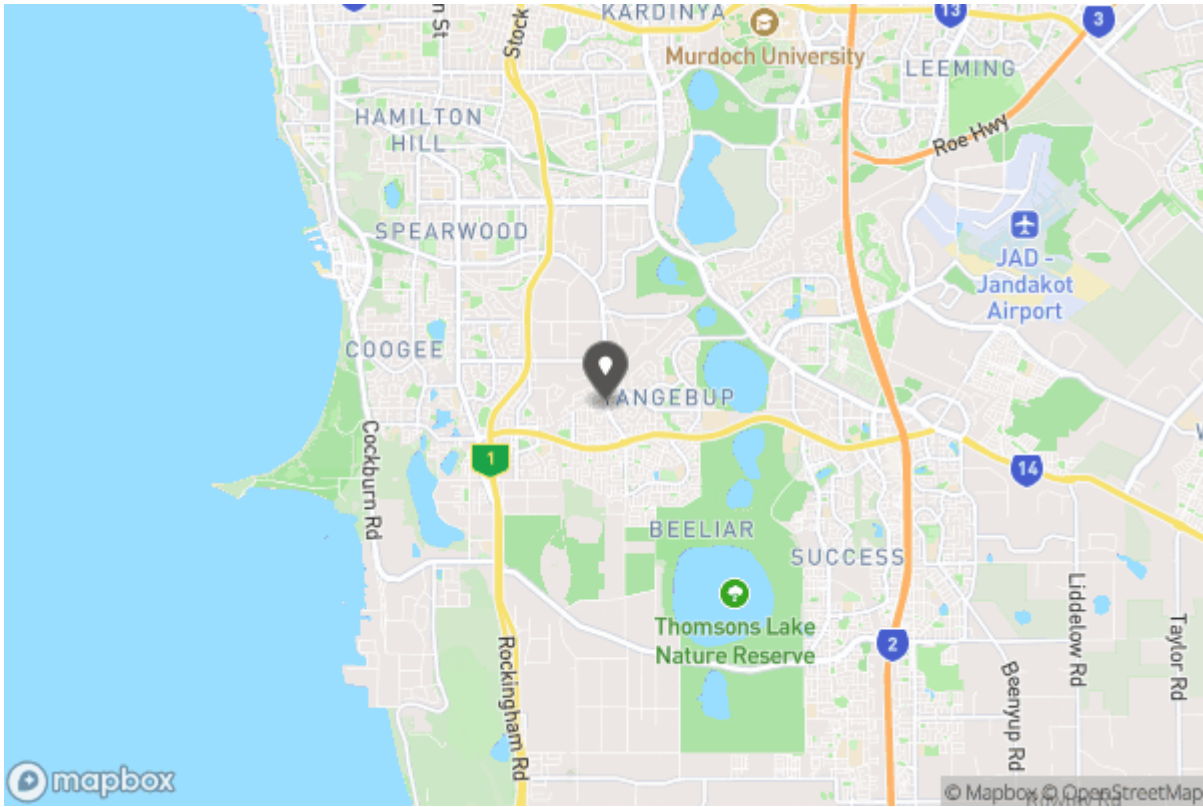 KARDINYA
13
3
Stock
n St
Murdoch University
LEEMING
HAMILTON
HILL
Roe Hwy
SPEARWOOD
JAD -
Jandakot
Airport
COOGEE
YANGEBUP
Cockburn Rd
1
14
BEELIAR
SUCCESS
Thomsons Lake
Nature Reserve
2
Liddelow Rd
Taylor Rd
Rockingham Rd
Beenyup Rd
mapbox
© Mapbox © OpenStreetMap